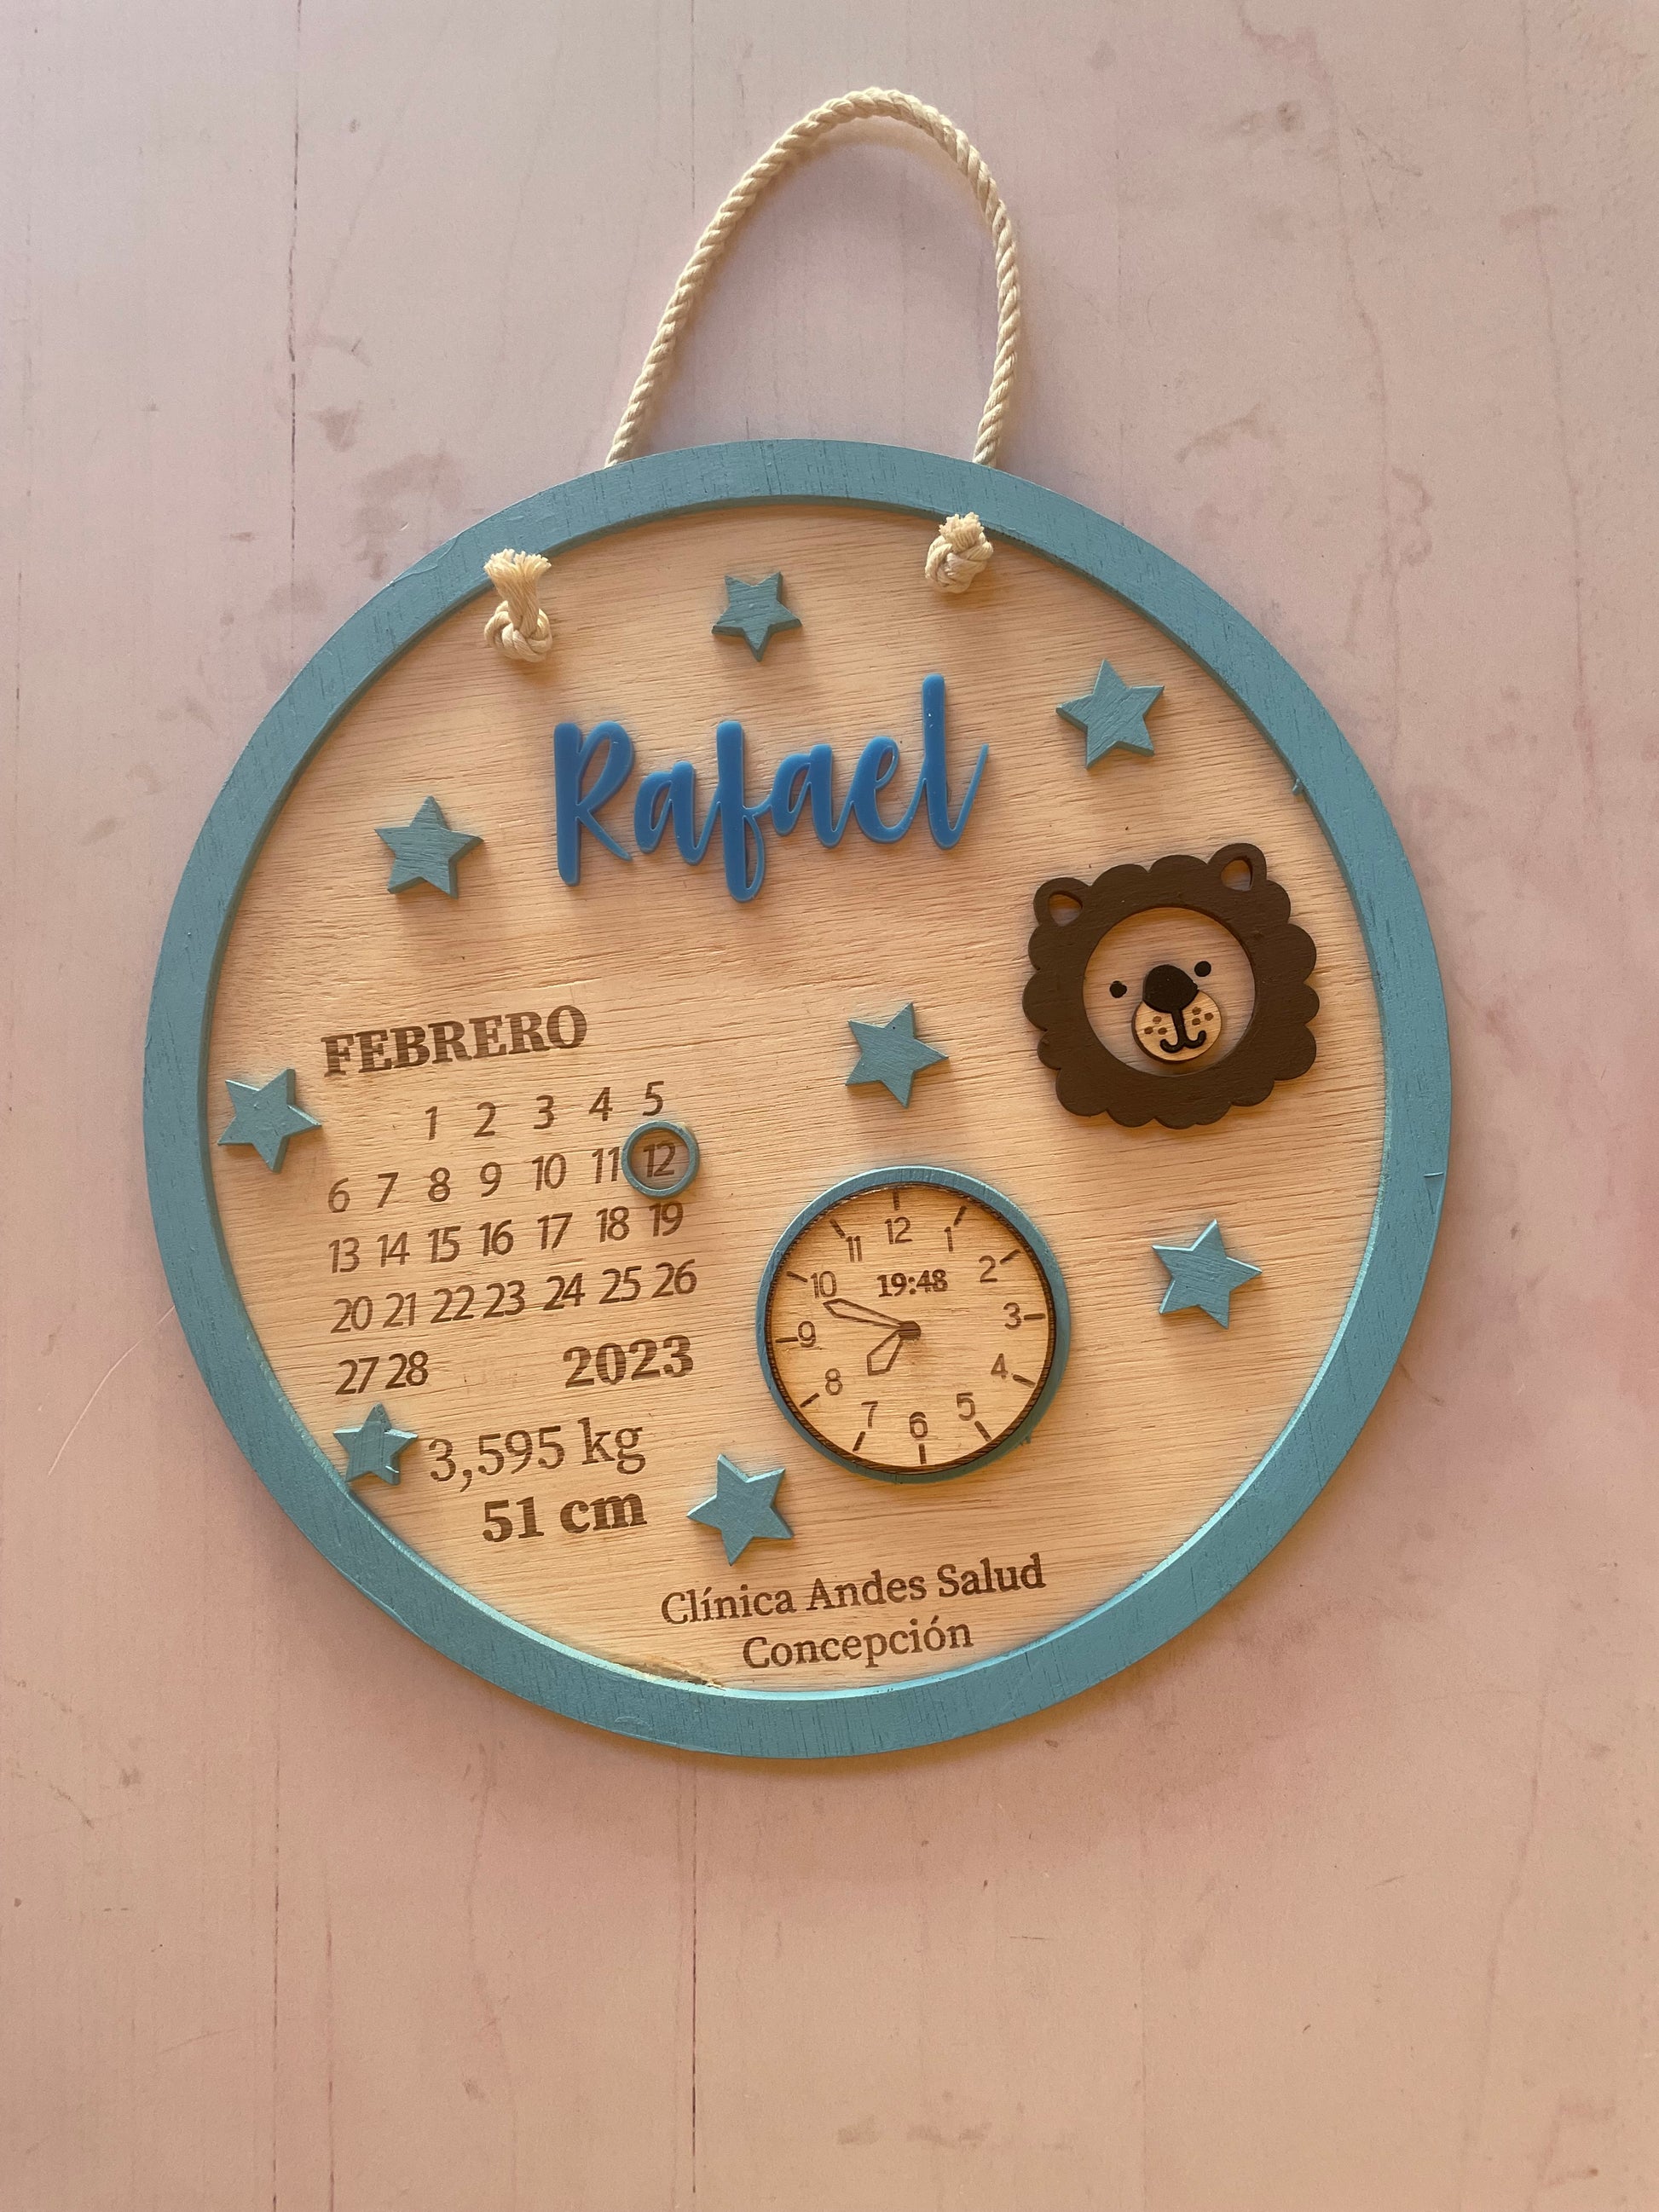 Rafael
FEBRERO
1 2 3 4 5
6 7 8 9 10 11 12
13 14 15 16 17 18 19
20 21 22 23 24 25 26
27 28
2023
3,595 kg
51 cm
12 1 2 3 4 5 6 7 8 9 10 11
19:48
Clínica Andes Salud
Concepción